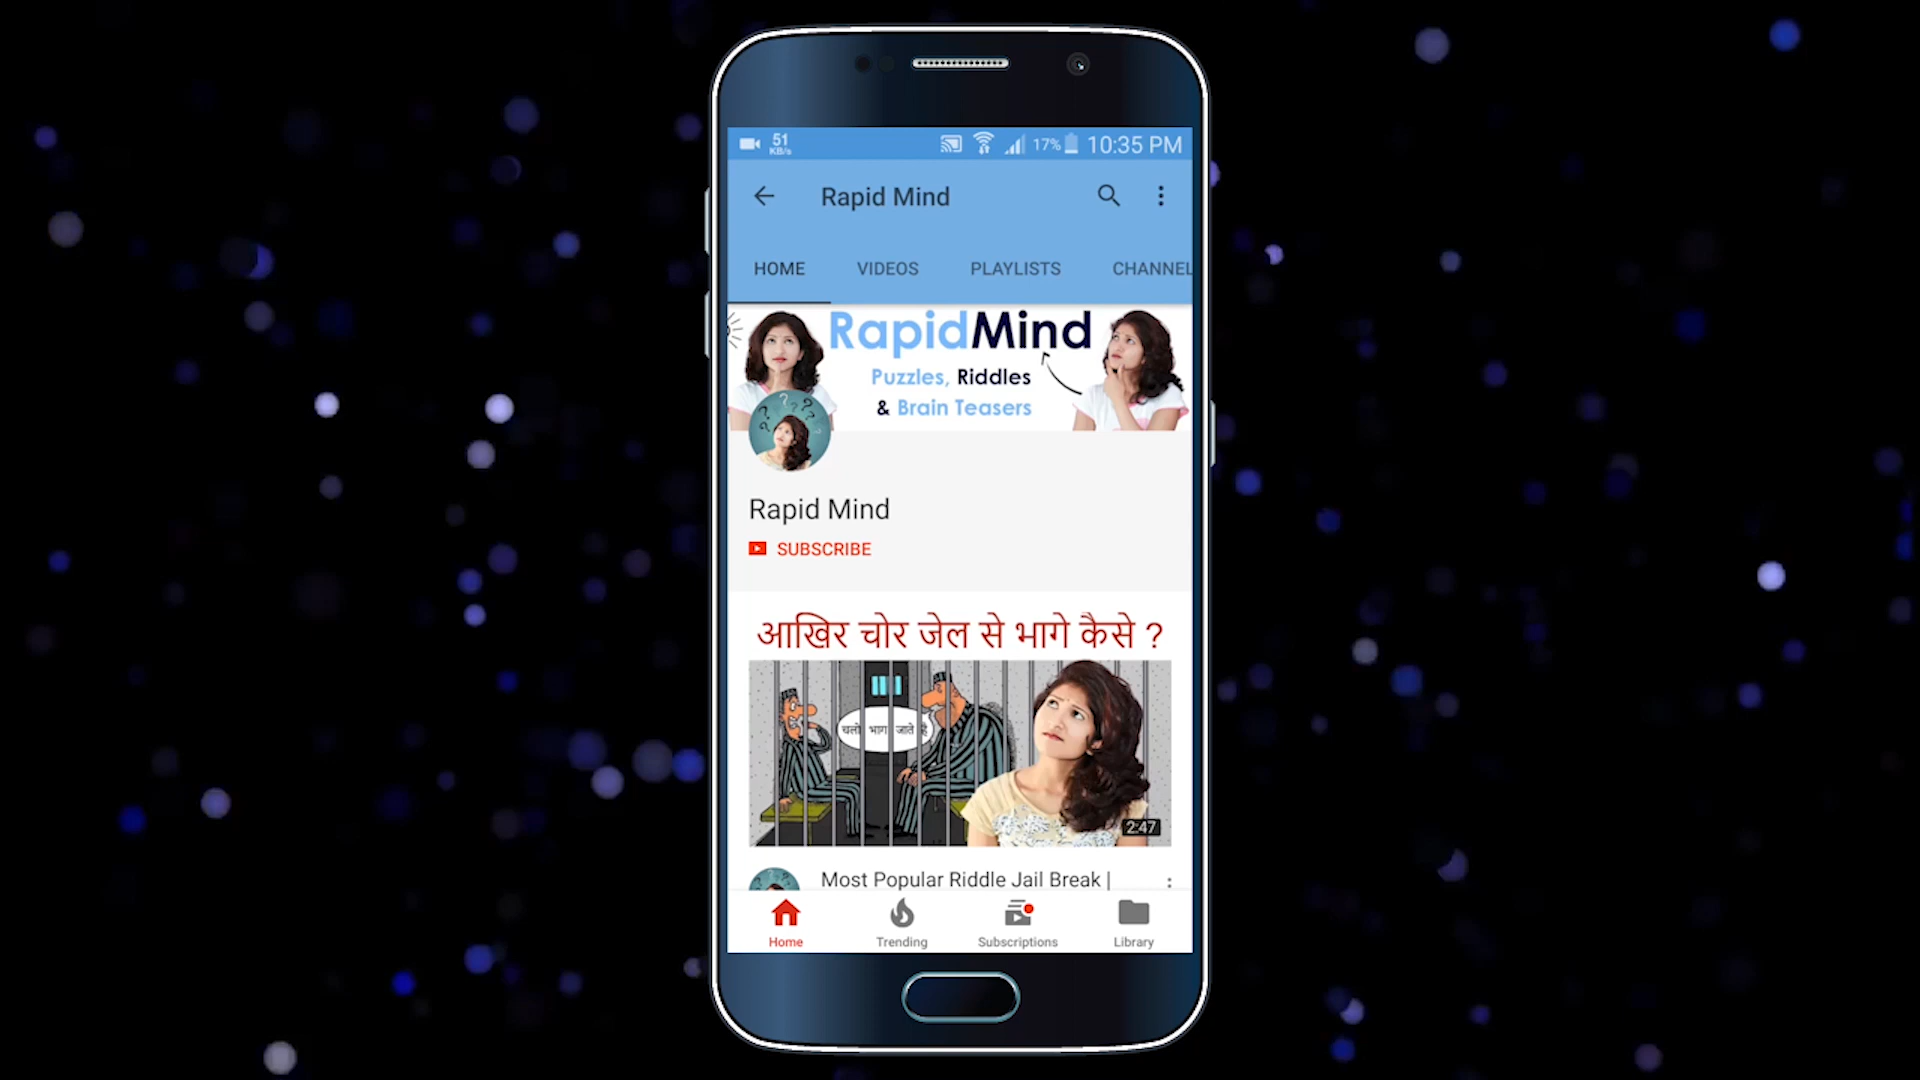 51
KB/s
17%
10:35 PM
Rapid Mind
HOME
VIDEOS
PLAYLISTS
CHANNEL
RapidMind
Puzzles, Riddles
& Brain Teasers
Rapid Mind
SUBSCRIBE
आखिर चोर जेल से भागे कैसे ?
चलो भाग जाते है
2:47
Most Popular Riddle Jail Break |
Home
Trending
Subscriptions
Library